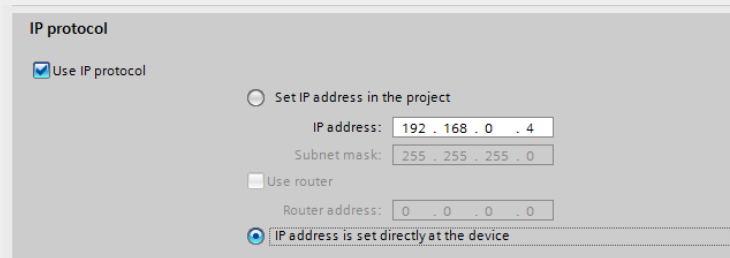 IP protocol
Use IP protocol
Set IP address in the project
IP address: 192 . 168 . 0 . 4
Subnet mask: 255 . 255 . 255 . 0
Use router
Router address: 0 . 0 . 0 . 0
IP address is set directly at the device